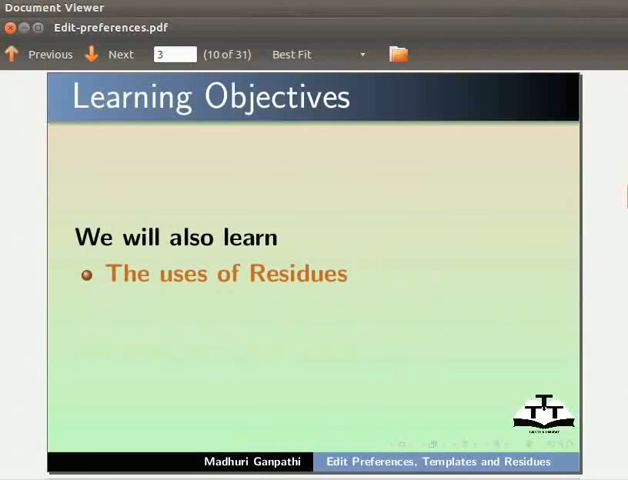 Document Viewer
Edit-preferences.pdf
Previous Next 3 (10 of 31) Best Fit
Learning Objectives
We will also learn
The uses of Residues
TTT
Madhuri Ganpathi Edit Preferences, Templates and Residues